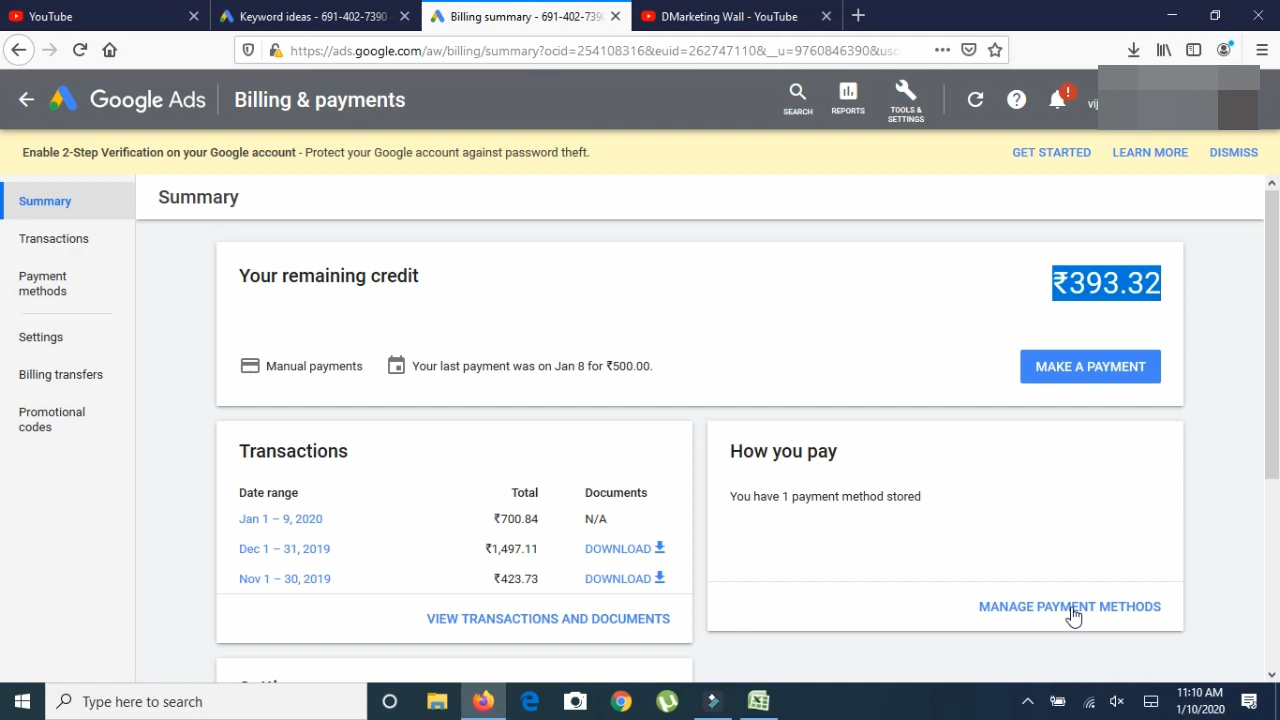 YouTube
Keyword ideas - 691-402-7390
Billing summary - 691-402-739
DMarketing Wall - YouTube
https://ads.google.com/aw/billing/summary?ocid=254108316&euid=262747110&__u=9760846390&usc
Google Ads
Billing & payments
SEARCH
REPORTS
TOOLS &
SETTINGS
!
vij
Enable 2-Step Verification on your Google account - Protect your Google account against password theft.
GET STARTED
LEARN MORE
DISMISS
Summary
Transactions
Payment
methods
Settings
Billing transfers
Promotional
codes
Summary
Your remaining credit
₹393.32
Manual payments
Your last payment was on Jan 8 for ₹500.00.
MAKE A PAYMENT
Transactions
Date range Total Documents
Jan 1 – 9, 2020 ₹700.84 N/A
Dec 1 – 31, 2019 ₹1,497.11 DOWNLOAD
Nov 1 – 30, 2019 ₹423.73 DOWNLOAD
VIEW TRANSACTIONS AND DOCUMENTS
How you pay
You have 1 payment method stored
MANAGE PAYMENT METHODS
Type here to search
11:10 AM
1/10/2020